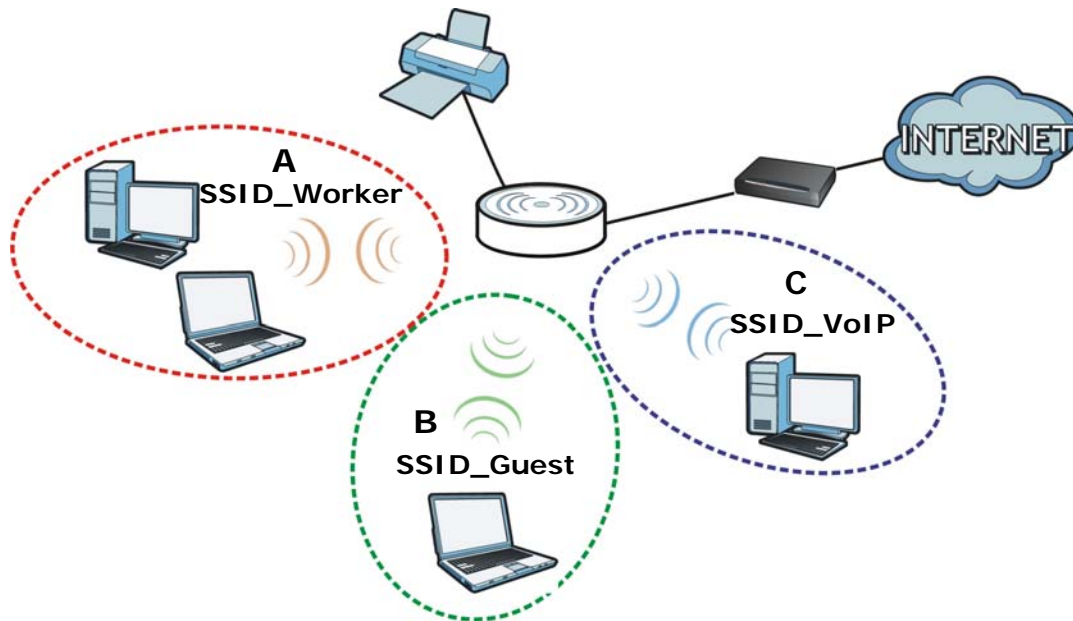 INTERNET
A
SSID_Worker
C
SSID_VoIP
B
SSID_Guest